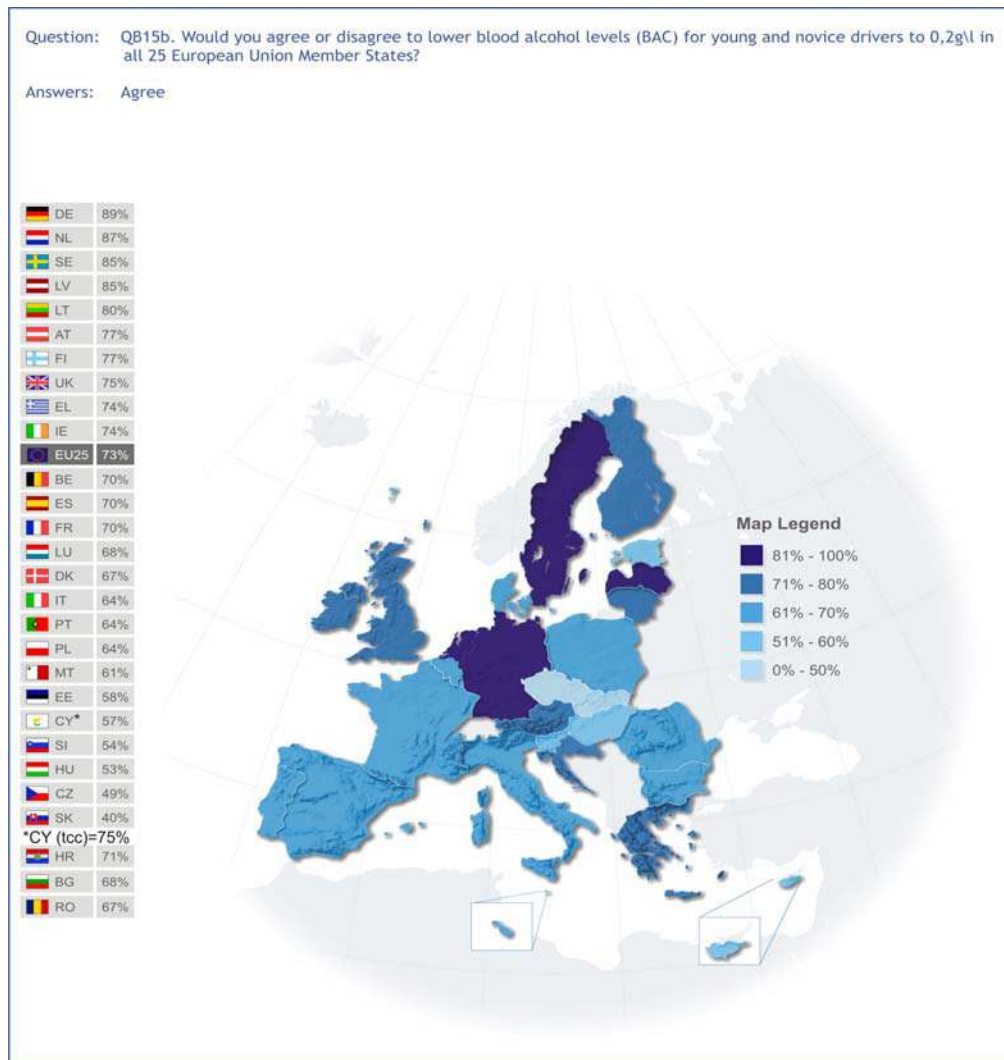 Question: QB15b. Would you agree or disagree to lower blood alcohol levels (BAC) for young and novice drivers to 0,2g\l in
all 25 European Union Member States?
Answers: Agree
DE 89%
NL 87%
SE 85%
LV 85%
LT 80%
AT 77%
FI 77%
UK 75%
EL 74%
IE 74%
EU25 73%
BE 70%
ES 70%
FR 70%
LU 68%
DK 67%
IT 64%
PT 64%
PL 64%
MT 61%
EE 58%
CY* 57%
SI 54%
HU 53%
CZ 49%
SK 40%
*CY (tcc)=75%
HR 71%
BG 68%
RO 67%
Map Legend
81% - 100%
71% - 80%
61% - 70%
51% - 60%
0% - 50%